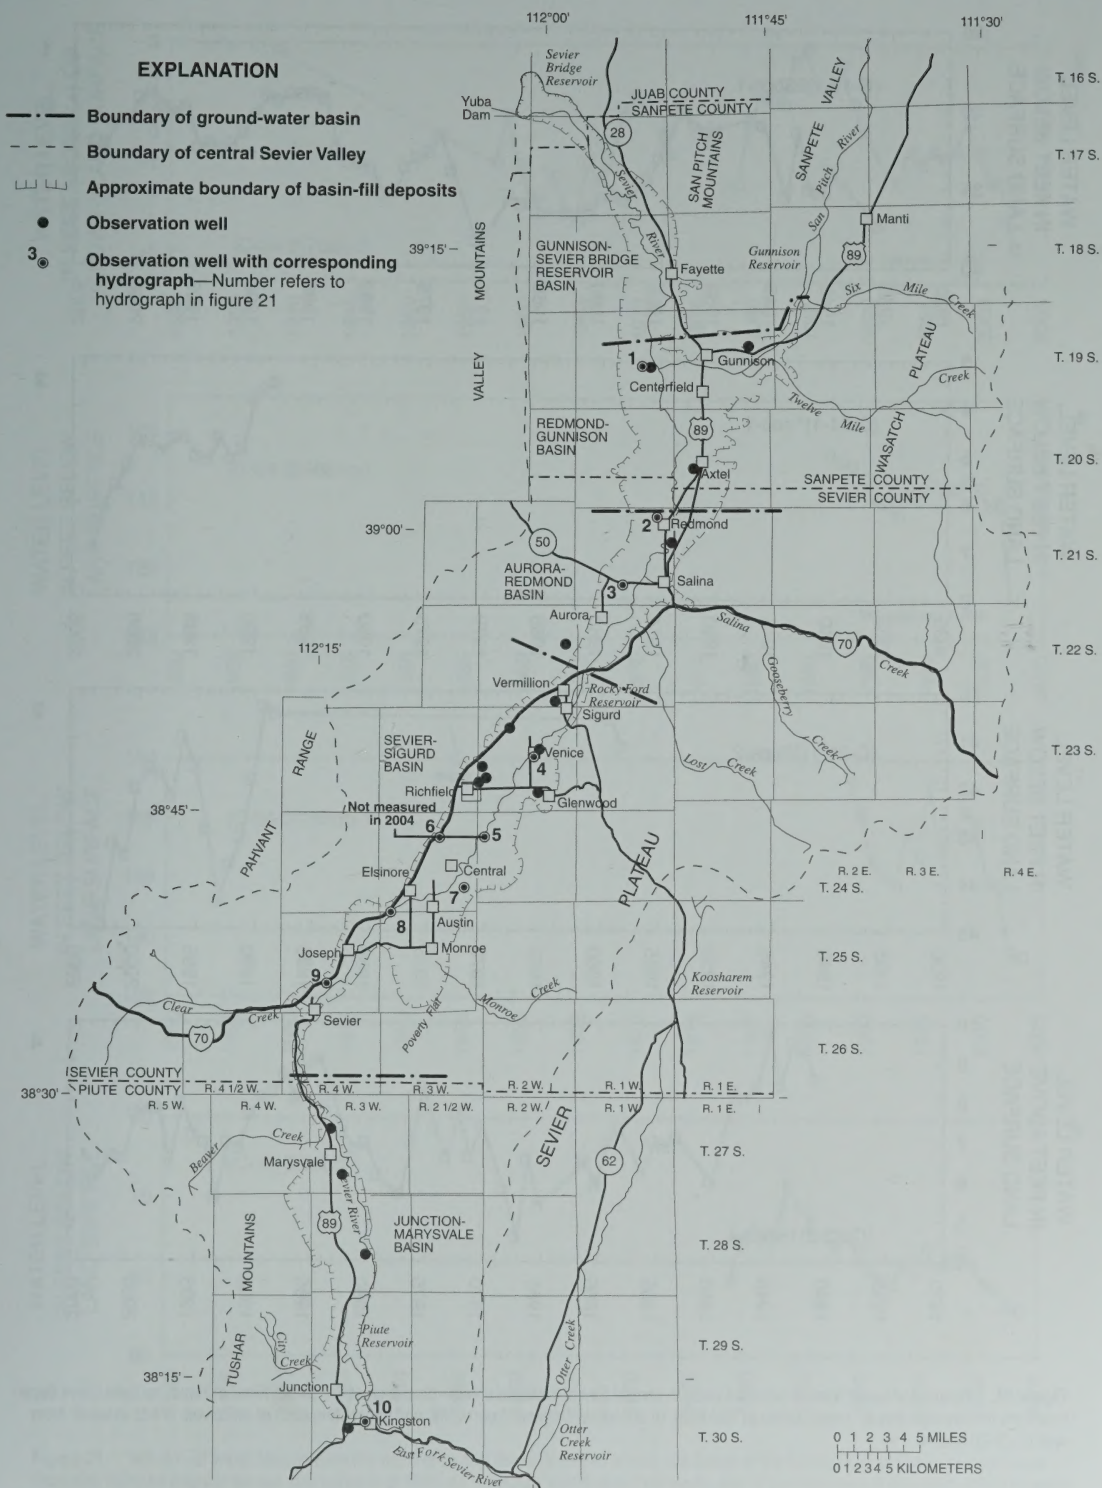 112°00'
111°45'
111°30'
EXPLANATION
Boundary of ground-water basin
Boundary of central Sevier Valley
Approximate boundary of basin-fill deposits
Observation well
3
Observation well with corresponding
hydrograph—Number refers to
hydrograph in figure 21
Sevier
Bridge
Reservoir
Yuba
Dam
JUAB COUNTY
SANPETE COUNTY
28
SAN PITCH
MOUNTAINS
SANPETE
VALLEY
San
Pitch
River
Sevier
River
T. 16 S.
T. 17 S.
Manti
39°15'
T. 18 S.
89
GUNNISON-
SEVIER BRIDGE
RESERVOIR
BASIN
Fayette
Gunnison
Reservoir
Six
Mile
Creek
VALLEY
MOUNTAINS
1
Gunnison
Centerfield
T. 19 S.
WASATCH
PLATEAU
Creek
Twelve
Mile
REDMOND-
GUNNISON
BASIN
89
Axtel
T. 20 S.
SANPETE COUNTY
SEVIER COUNTY
39°00'
2
Redmond
50
T. 21 S.
AURORA-
REDMOND
BASIN
3
Salina
Aurora
Salina
70
Creek
T. 22 S.
112°15'
Vermillion
Rocky Ford
Reservoir
Sigurd
Gooseberry
Creek
SEVIER-
SIGURD
BASIN
T. 23 S.
Venice
4
Lost
Creek
Richfield
Glenwood
PAHVANT
RANGE
38°45'
Not measured
in 2004
6
5
R. 2 E.
R. 3 E.
R. 4 E.
T. 24 S.
Elsinore
Central
7
PLATEAU
8
Austin
Joseph
Monroe
T. 25 S.
Koosharem
Reservoir
9
Clear
Creek
Sevier
Monroe
Creek
Poverty Flat
70
T. 26 S.
SEVIER COUNTY
PIUTE COUNTY
38°30'
R. 4 1/2 W.
R. 4 W.
R. 3 W.
R. 2 W.
R. 1 W.
R. 1 E.
R. 5 W.
R. 4 W.
R. 3 W.
R. 2 1/2 W.
R. 2 W.
R. 1 W.
R. 1 E.
Beaver
Creek
Marysvale
SEVIER
62
T. 27 S.
Sevier River
89
JUNCTION-
MARYSVALE
BASIN
T. 28 S.
TUSHAR
MOUNTAINS
Piute
Reservoir
City
Creek
Otter Creek
T. 29 S.
38°15'
Junction
10
Kingston
East Fork Sevier River
Otter
Creek
Reservoir
T. 30 S.
0 1 2 3 4 5 MILES
0 1 2 3 4 5 KILOMETERS